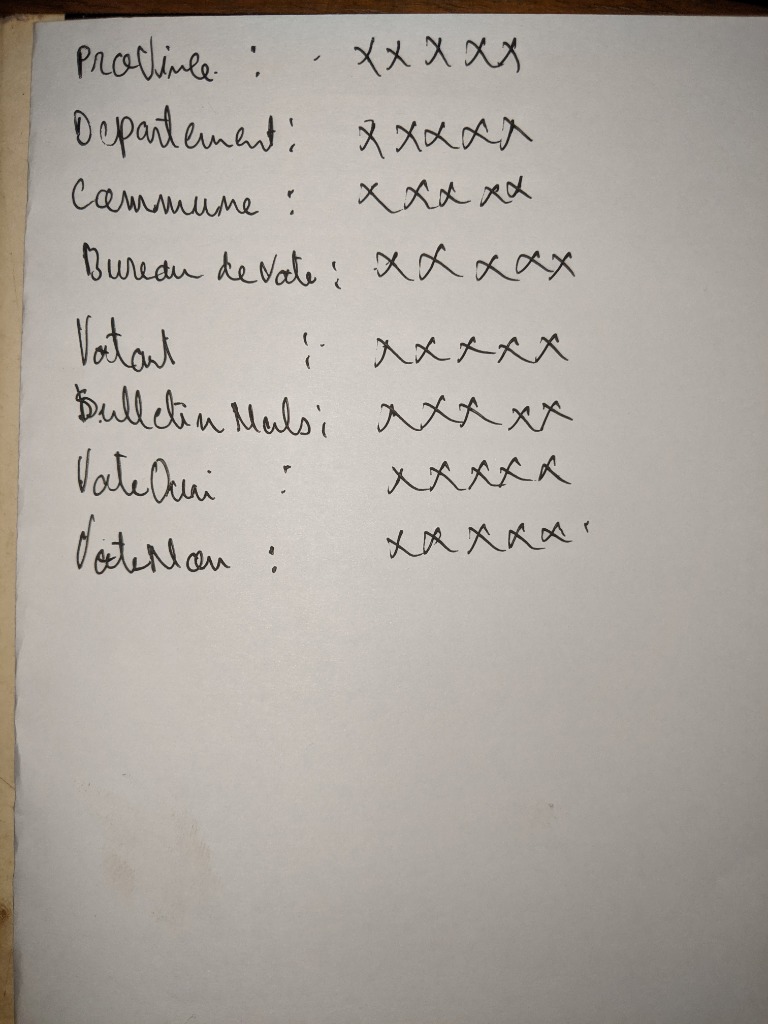 Province : xxxxx
Departement : xxxxx
Commune : xxxxx
Bureau de Vote : xxxxx
Votant : xxxxx
Bulletin Nuls : xxxxx
Vote Oui : xxxxx
Vote Non : xxxxx